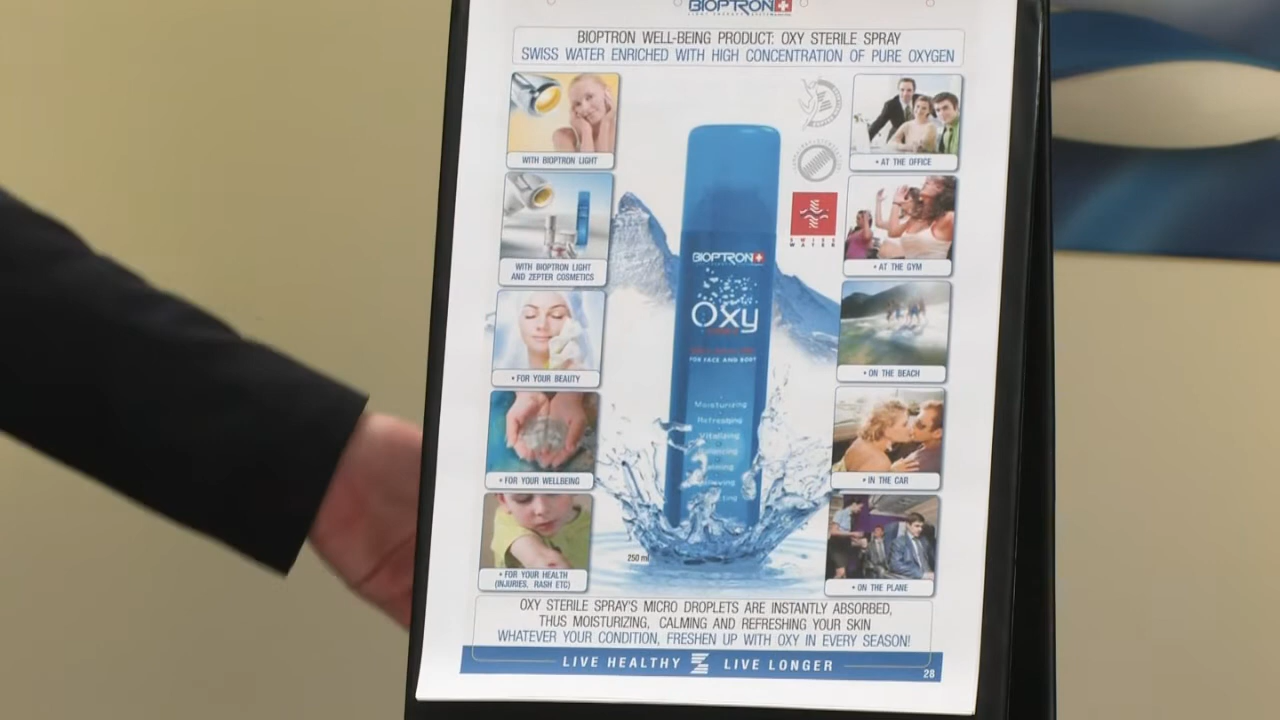 BIOPTRON
BIOPTRON WELL-BEING PRODUCT: OXY STERILE SPRAY
SWISS WATER ENRICHED WITH HIGH CONCENTRATION OF PURE OXYGEN
WITH BIOPTRON LIGHT
WITH BIOPTRON LIGHT
AND ZEPTER COSMETICS
• FOR YOUR BEAUTY
• FOR YOUR WELLBEING
• FOR YOUR HEALTH
(INJURIES, RASH ETC)
BIOPTRON
Oxy
FOR FACE AND BODY
Moisturizing
Refreshing
Vitalizing
250 ml
SWISS
WATER
• AT THE OFFICE
• AT THE GYM
• ON THE BEACH
• IN THE CAR
• ON THE PLANE
OXY STERILE SPRAY'S MICRO DROPLETS ARE INSTANTLY ABSORBED,
THUS MOISTURIZING, CALMING AND REFRESHING YOUR SKIN
WHATEVER YOUR CONDITION, FRESHEN UP WITH OXY IN EVERY SEASON!
LIVE HEALTHY LIVE LONGER
28